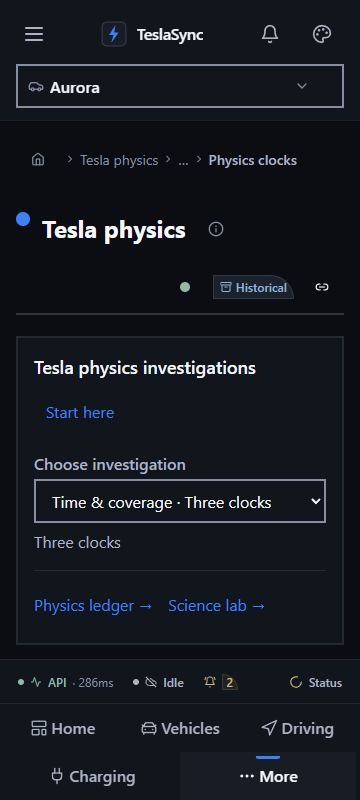 TeslaSync
Aurora
Tesla physics
...
Physics clocks
Tesla physics
Historical
Tesla physics investigations
Start here
Choose investigation
Time & coverage · Three clocks
Three clocks
Physics ledger → Science lab →
API · 286ms Idle 2 Status
Home Vehicles Driving
Charging ··· More